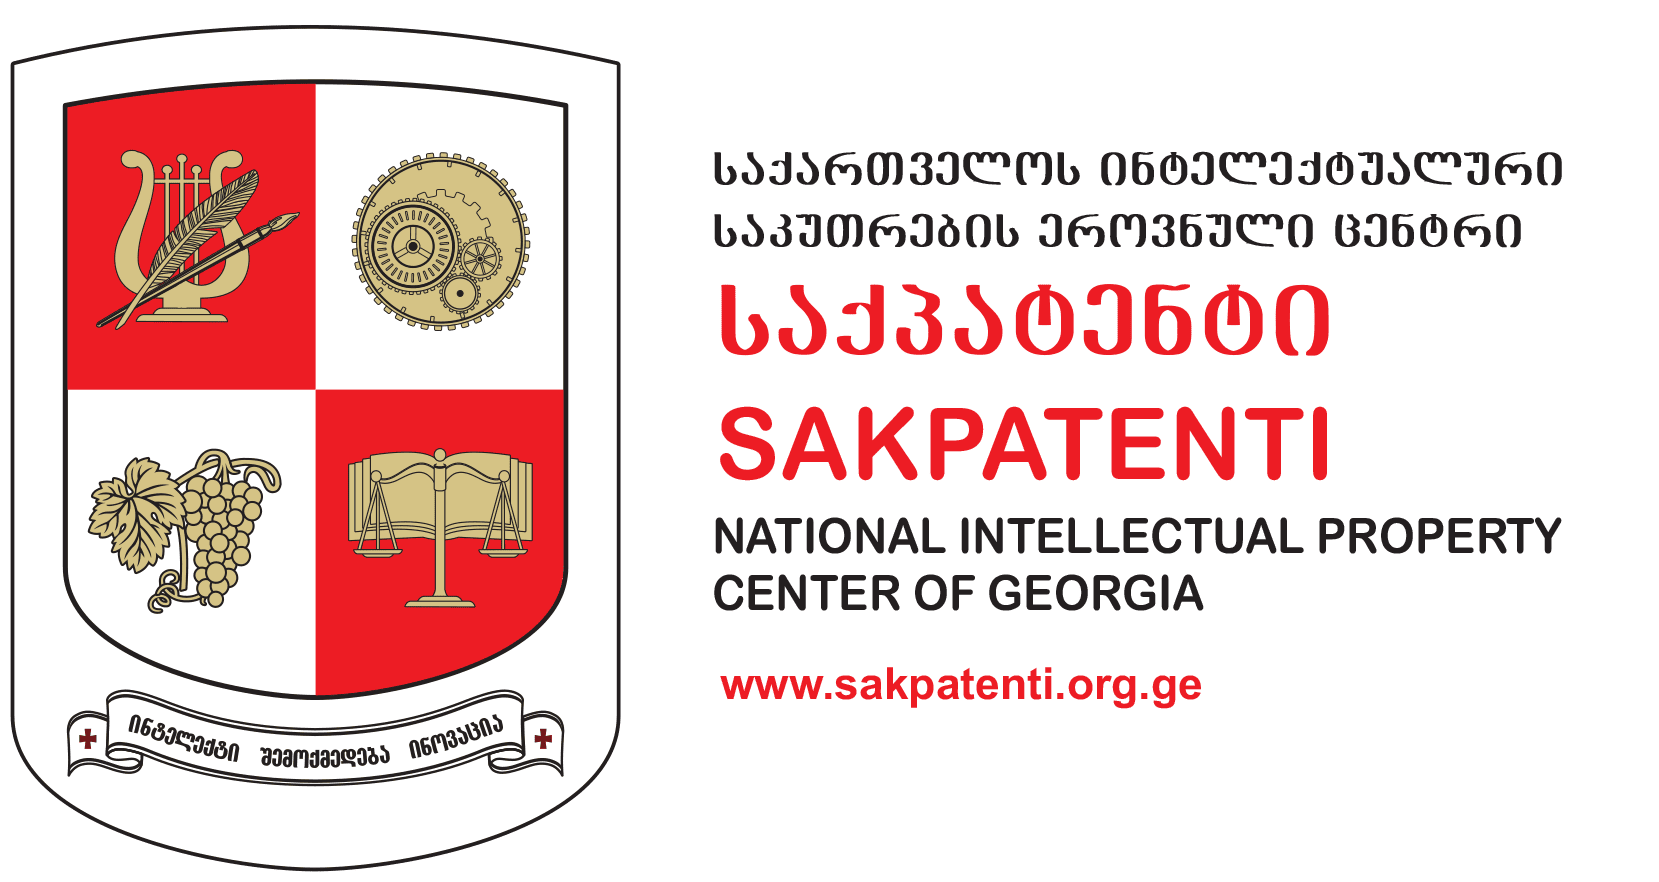 საქართველოს ინტელექტუალური
საკუთრების ეროვნული ცენტრი
საქპატენტი
SAKPATENTI
NATIONAL INTELLECTUAL PROPERTY
CENTER OF GEORGIA
www.sakpatenti.org.ge
ინტელექტი შემოქმედება ინოვაცია